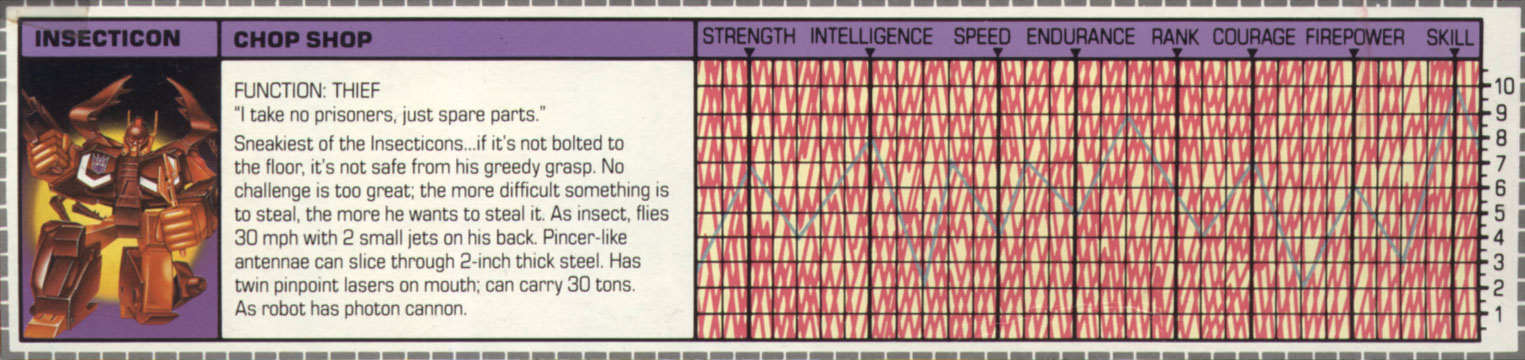 INSECTICON
CHOP SHOP
FUNCTION: THIEF
“I take no prisoners, just spare parts.”
Sneakiest of the Insecticons...if it's not bolted to
the floor, it's not safe from his greedy grasp. No
challenge is too great; the more difficult something is
to steal, the more he wants to steal it. As insect, flies
30 mph with 2 small jets on his back. Pincer-like
antennae can slice through 2-inch thick steel. Has
twin pinpoint lasers on mouth; can carry 30 tons.
As robot has photon cannon.
STRENGTH INTELLIGENCE SPEED ENDURANCE RANK COURAGE FIREPOWER SKILL
10
9
8
7
6
5
4
3
2
1